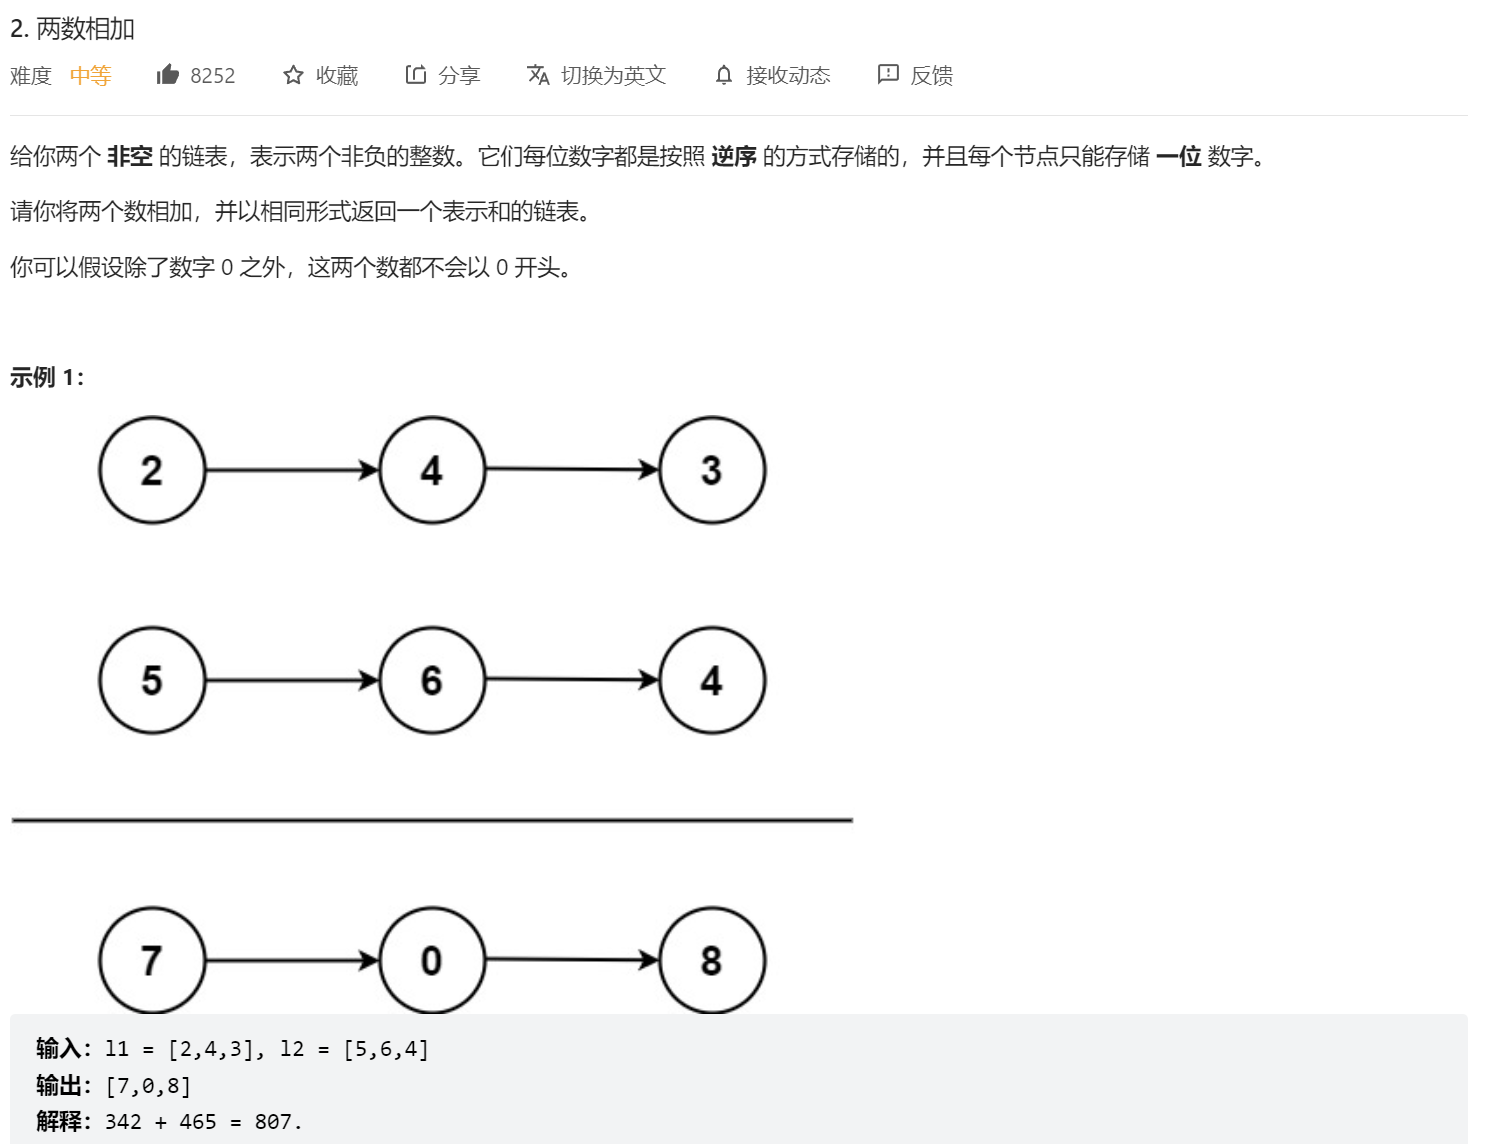 2. 两数相加
难度 中等 8252 收藏 分享 切换为英文 接收动态 反馈
给你两个 非空 的链表，表示两个非负的整数。它们每位数字都是按照 逆序 的方式存储的，并且每个节点只能存储 一位 数字。
请你将两个数相加，并以相同形式返回一个表示和的链表。
你可以假设除了数字 0 之外，这两个数都不会以 0 开头。
示例 1：
2 4 3
5 6 4
7 0 8
输入：l1 = [2,4,3], l2 = [5,6,4]
输出：[7,0,8]
解释：342 + 465 = 807.